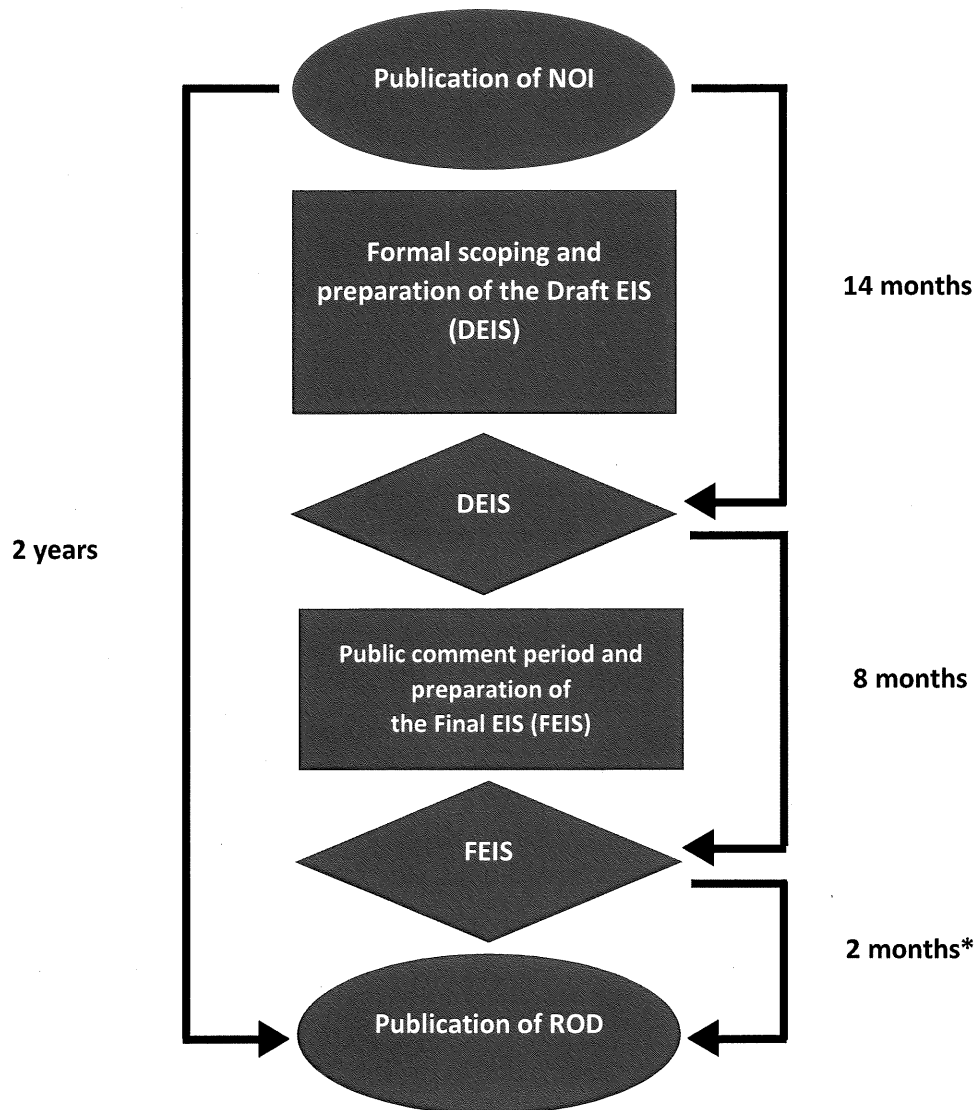 Publication of NOI
Formal scoping and
preparation of the Draft EIS
(DEIS)
14 months
DEIS
2 years
Public comment period and
preparation of
the Final EIS (FEIS)
8 months
FEIS
2 months*
Publication of ROD